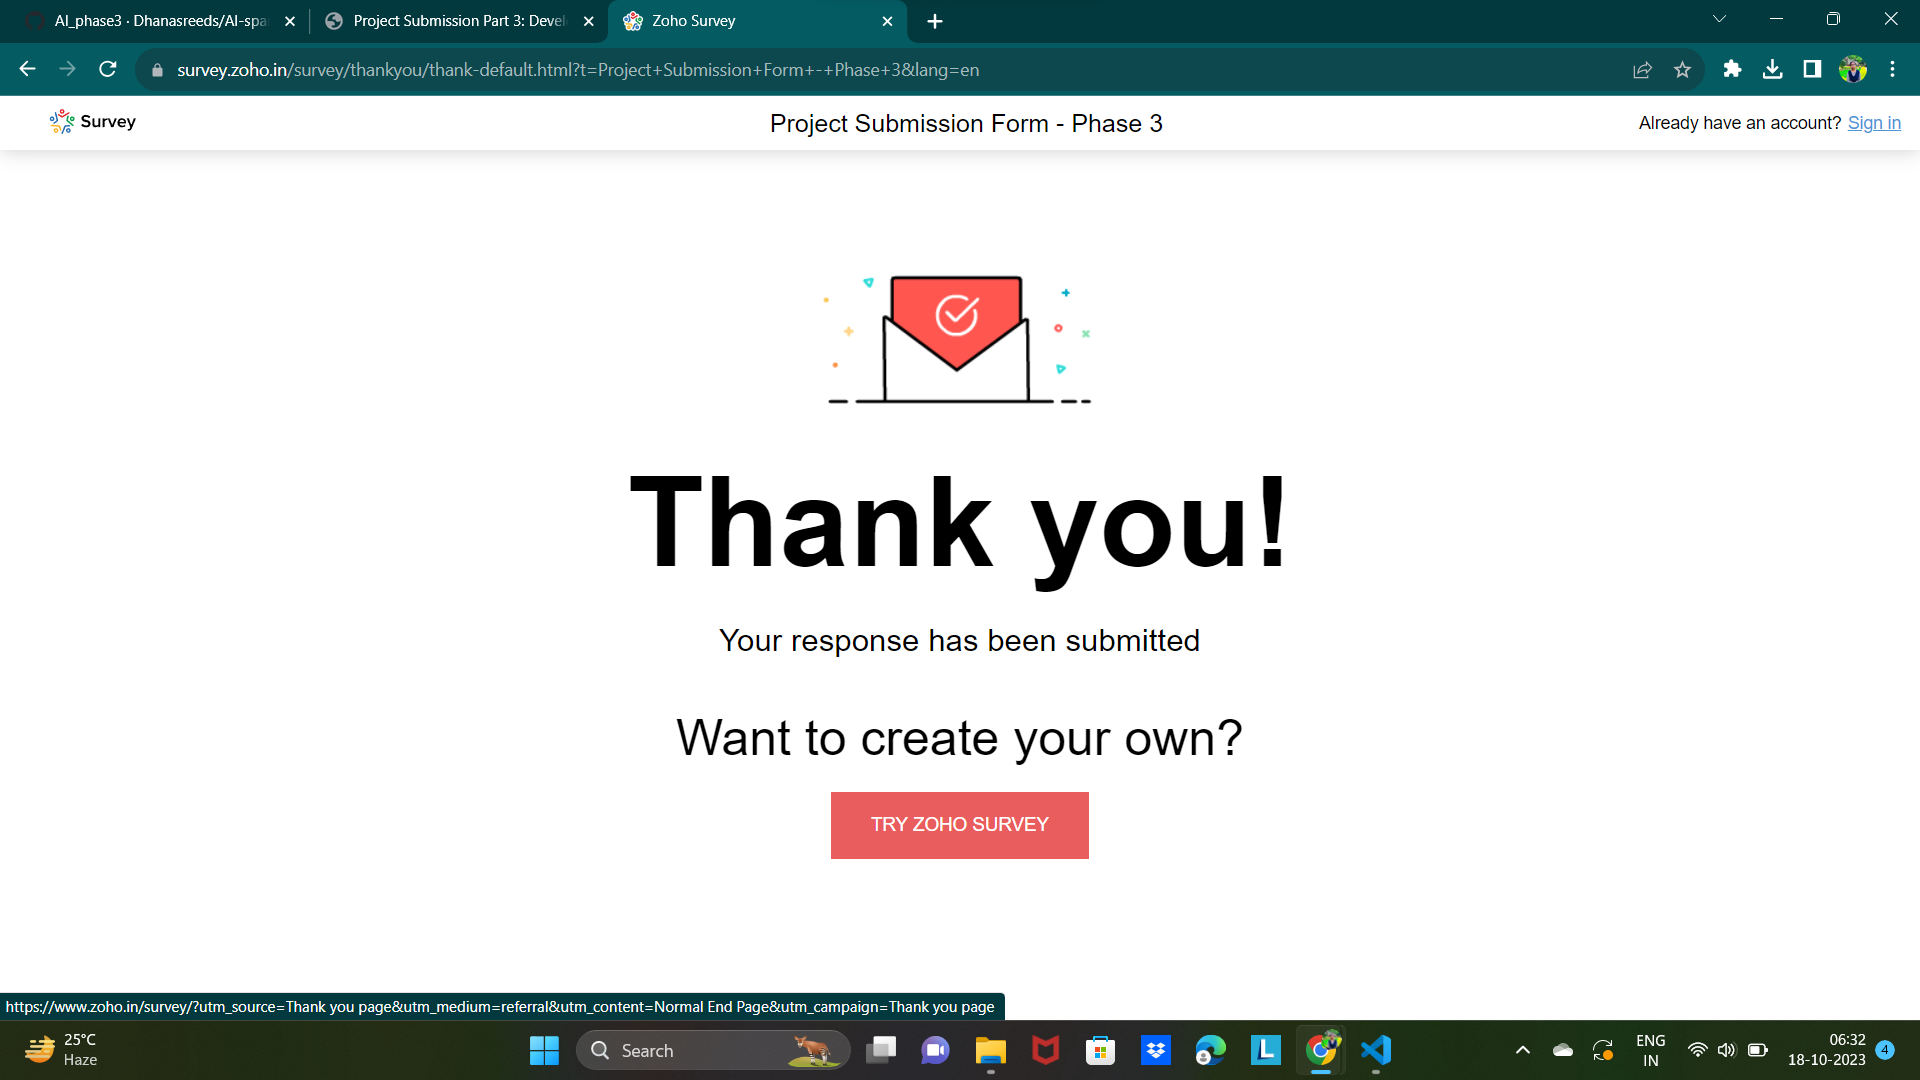 AI_phase3 · Dhanasreeds/AI-spa
Project Submission Part 3: Devel
Zoho Survey
survey.zoho.in/survey/thankyou/thank-default.html?t=Project+Submission+Form+-+Phase+3&lang=en
Survey
Project Submission Form - Phase 3
Already have an account? Sign in
Thank you!
Your response has been submitted
Want to create your own?
TRY ZOHO SURVEY
https://www.zoho.in/survey/?utm_source=Thank you page&utm_medium=referral&utm_content=Normal End Page&utm_campaign=Thank you page
25°C
Haze
Search
L
ENG
IN
06:32
18-10-2023
4